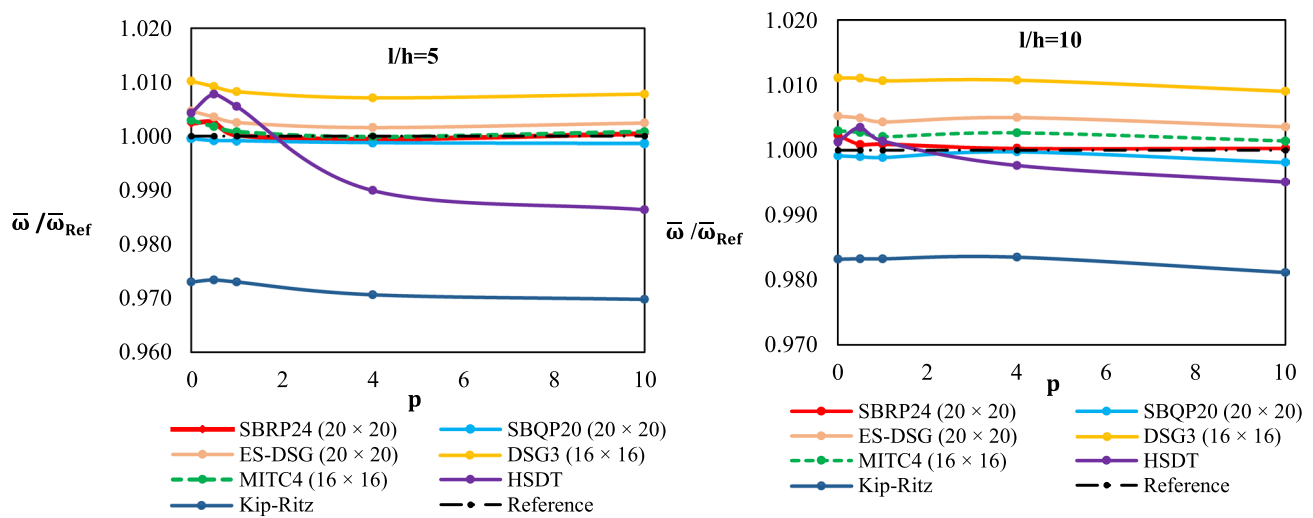 1.020
1.010
1.000
0.990
0.980
0.970
0.960
l/h=5
ω̅ /ω̅Ref
0 2 4 6 8 10
p
SBRP24 (20 × 20) SBQP20 (20 × 20)
ES-DSG (20 × 20) DSG3 (16 × 16)
MITC4 (16 × 16) HSDT
Kip-Ritz Reference
1.020
1.010
1.000
0.990
0.980
0.970
l/h=10
ω̅ /ω̅Ref
0 2 4 6 8 10
p
SBRP24 (20 × 20) SBQP20 (20 × 20)
ES-DSG (20 × 20) DSG3 (16 × 16)
MITC4 (16 × 16) HSDT
Kip-Ritz Reference